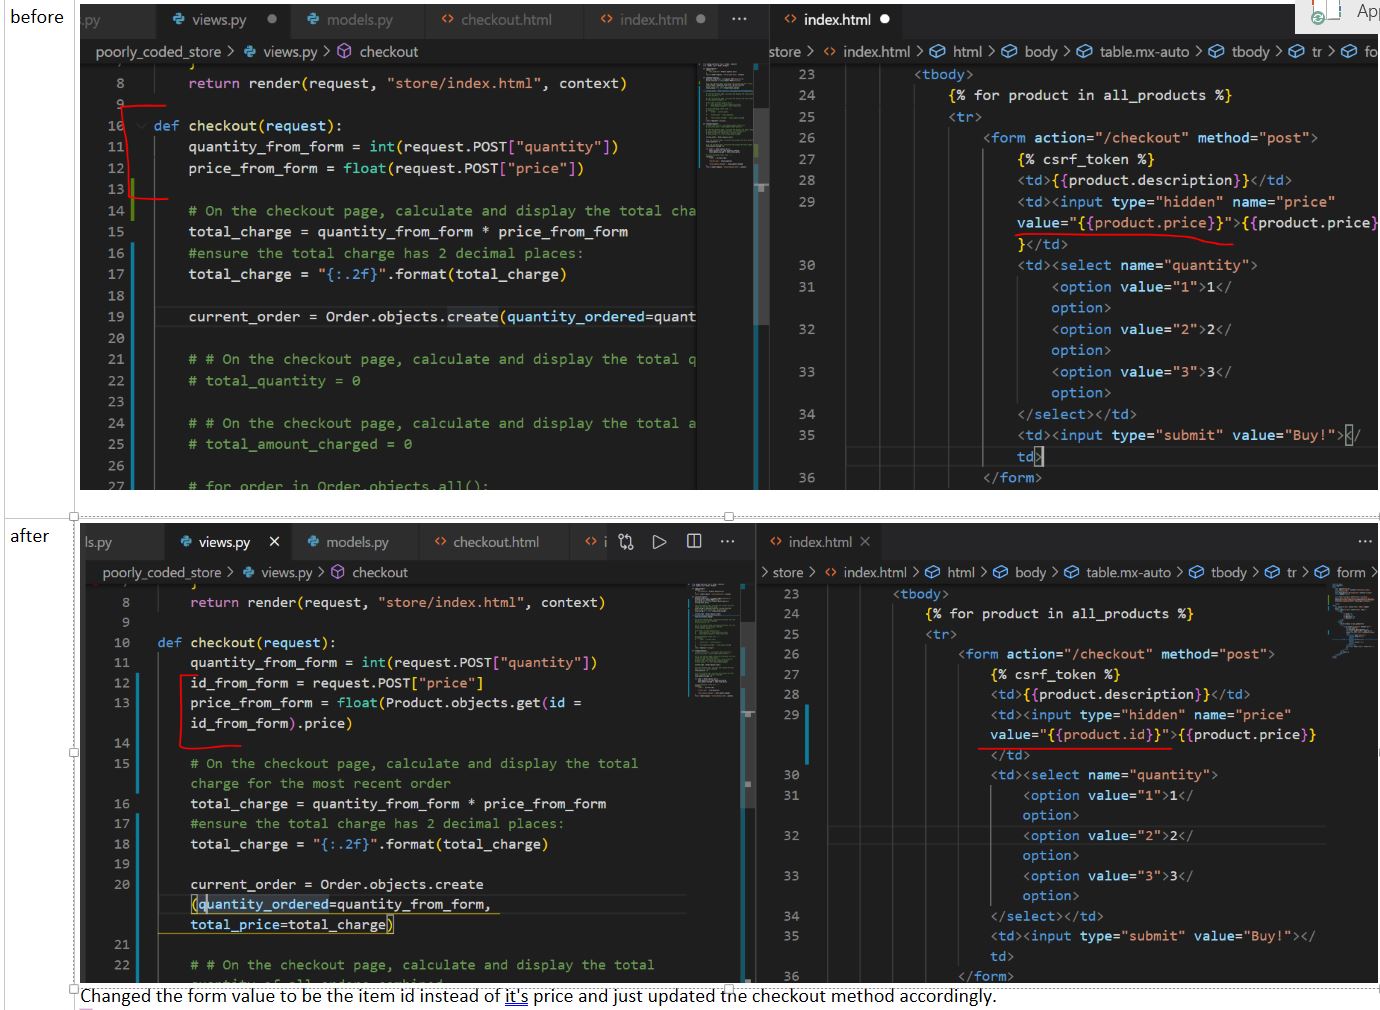 before
.py views.py models.py checkout.html index.html ···
poorly_coded_store > views.py > checkout
8 return render(request, "store/index.html", context)
9
10 def checkout(request):
11 quantity_from_form = int(request.POST["quantity"])
12 price_from_form = float(request.POST["price"])
13
14 # On the checkout page, calculate and display the total cha
15 total_charge = quantity_from_form * price_from_form
16 #ensure the total charge has 2 decimal places:
17 total_charge = "{:.2f}".format(total_charge)
18
19 current_order = Order.objects.create(quantity_ordered=quant
20
21 # # On the checkout page, calculate and display the total q
22 # total_quantity = 0
23
24 # # On the checkout page, calculate and display the total a
25 # total_amount_charged = 0
26
27 # for order in Order.objects.all():
index.html
App
store > index.html > html > body > table.mx-auto > tbody > tr > fo
23 <tbody>
24 {% for product in all_products %}
25 <tr>
26 <form action="/checkout" method="post">
27 {% csrf_token %}
28 <td>{{product.description}}</td>
29 <td><input type="hidden" name="price"
value="{{product.price}}">{{product.price}
}</td>
30 <td><select name="quantity">
31 <option value="1">1</
option>
32 <option value="2">2</
option>
33 <option value="3">3</
option>
34 </select></td>
35 <td><input type="submit" value="Buy!"></
td>
36 </form>
after
ls.py views.py models.py checkout.html i ···
poorly_coded_store > views.py > checkout
8 return render(request, "store/index.html", context)
9
10 def checkout(request):
11 quantity_from_form = int(request.POST["quantity"])
12 id_from_form = request.POST["price"]
13 price_from_form = float(Product.objects.get(id =
id_from_form).price)
14
15 # On the checkout page, calculate and display the total
charge for the most recent order
16 total_charge = quantity_from_form * price_from_form
17 #ensure the total charge has 2 decimal places:
18 total_charge = "{:.2f}".format(total_charge)
19
20 current_order = Order.objects.create
(quantity_ordered=quantity_from_form,
total_price=total_charge)
21
22 # # On the checkout page, calculate and display the total
index.html ···
> store > index.html > html > body > table.mx-auto > tbody > tr > form >
23 <tbody>
24 {% for product in all_products %}
25 <tr>
26 <form action="/checkout" method="post">
27 {% csrf_token %}
28 <td>{{product.description}}</td>
29 <td><input type="hidden" name="price"
value="{{product.id}}">{{product.price}}
</td>
30 <td><select name="quantity">
31 <option value="1">1</
option>
32 <option value="2">2</
option>
33 <option value="3">3</
option>
34 </select></td>
35 <td><input type="submit" value="Buy!"></
td>
36 </form>
Changed the form value to be the item id instead of it's price and just updated the checkout method accordingly.